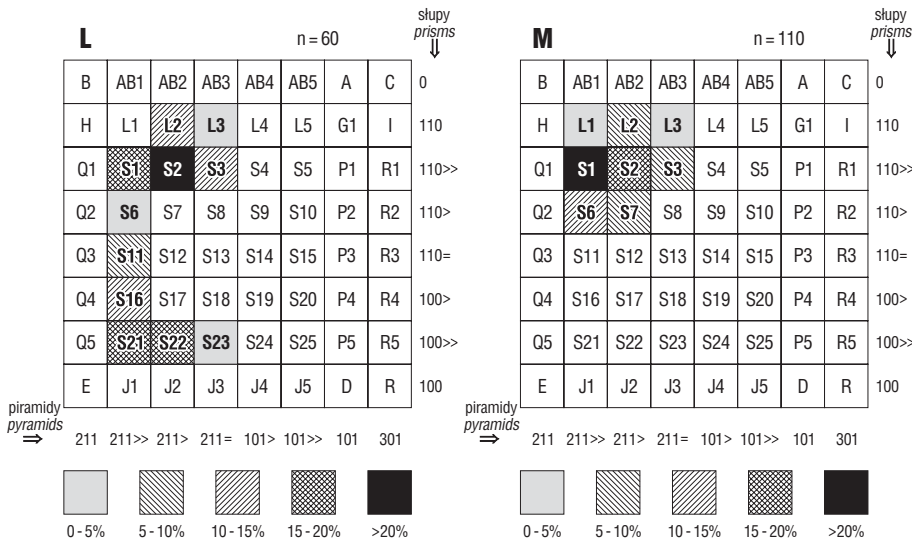 L n = 60 słupy
prisms
⇓
B AB1 AB2 AB3 AB4 AB5 A C 0
H L1 L2 L3 L4 L5 G1 I 110
Q1 S1 S2 S3 S4 S5 P1 R1 110>>
Q2 S6 S7 S8 S9 S10 P2 R2 110>
Q3 S11 S12 S13 S14 S15 P3 R3 110=
Q4 S16 S17 S18 S19 S20 P4 R4 100>
Q5 S21 S22 S23 S24 S25 P5 R5 100>>
E J1 J2 J3 J4 J5 D R 100
piramidy
pyramids
⇒ 211 211>> 211> 211= 101> 101>> 101 301
0 - 5% 5 - 10% 10 - 15% 15 - 20% >20%
M n = 110 słupy
prisms
⇓
B AB1 AB2 AB3 AB4 AB5 A C 0
H L1 L2 L3 L4 L5 G1 I 110
Q1 S1 S2 S3 S4 S5 P1 R1 110>>
Q2 S6 S7 S8 S9 S10 P2 R2 110>
Q3 S11 S12 S13 S14 S15 P3 R3 110=
Q4 S16 S17 S18 S19 S20 P4 R4 100>
Q5 S21 S22 S23 S24 S25 P5 R5 100>>
E J1 J2 J3 J4 J5 D R 100
piramidy
pyramids
⇒ 211 211>> 211> 211= 101> 101>> 101 301
0 - 5% 5 - 10% 10 - 15% 15 - 20% >20%